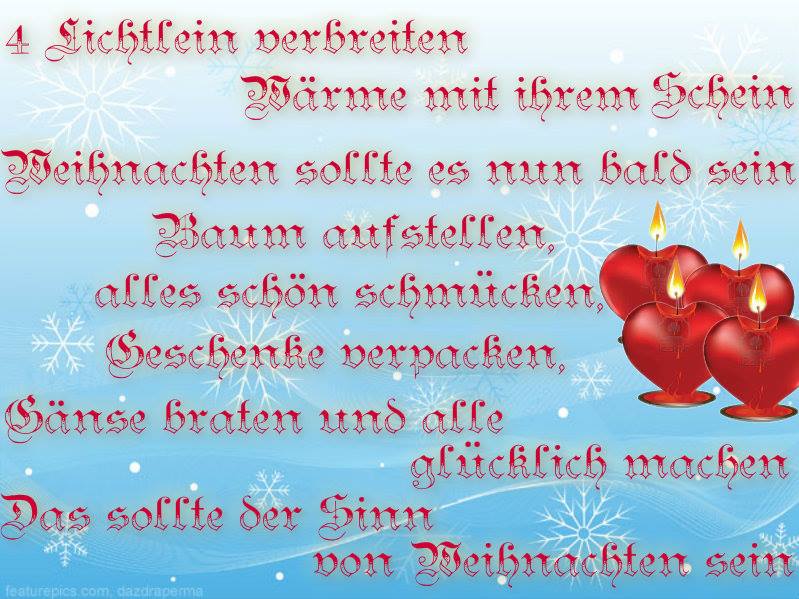 4 Lichtlein verbreiten
Wärme mit ihrem Schein
Weihnachten sollte es nun bald sein
Baum aufstellen,
alles schön schmücken,
Geschenke verpacken,
Gänse braten und alle
glücklich machen
Das sollte der Sinn
von Weihnachten sein
featurepics.com, dazdraperma